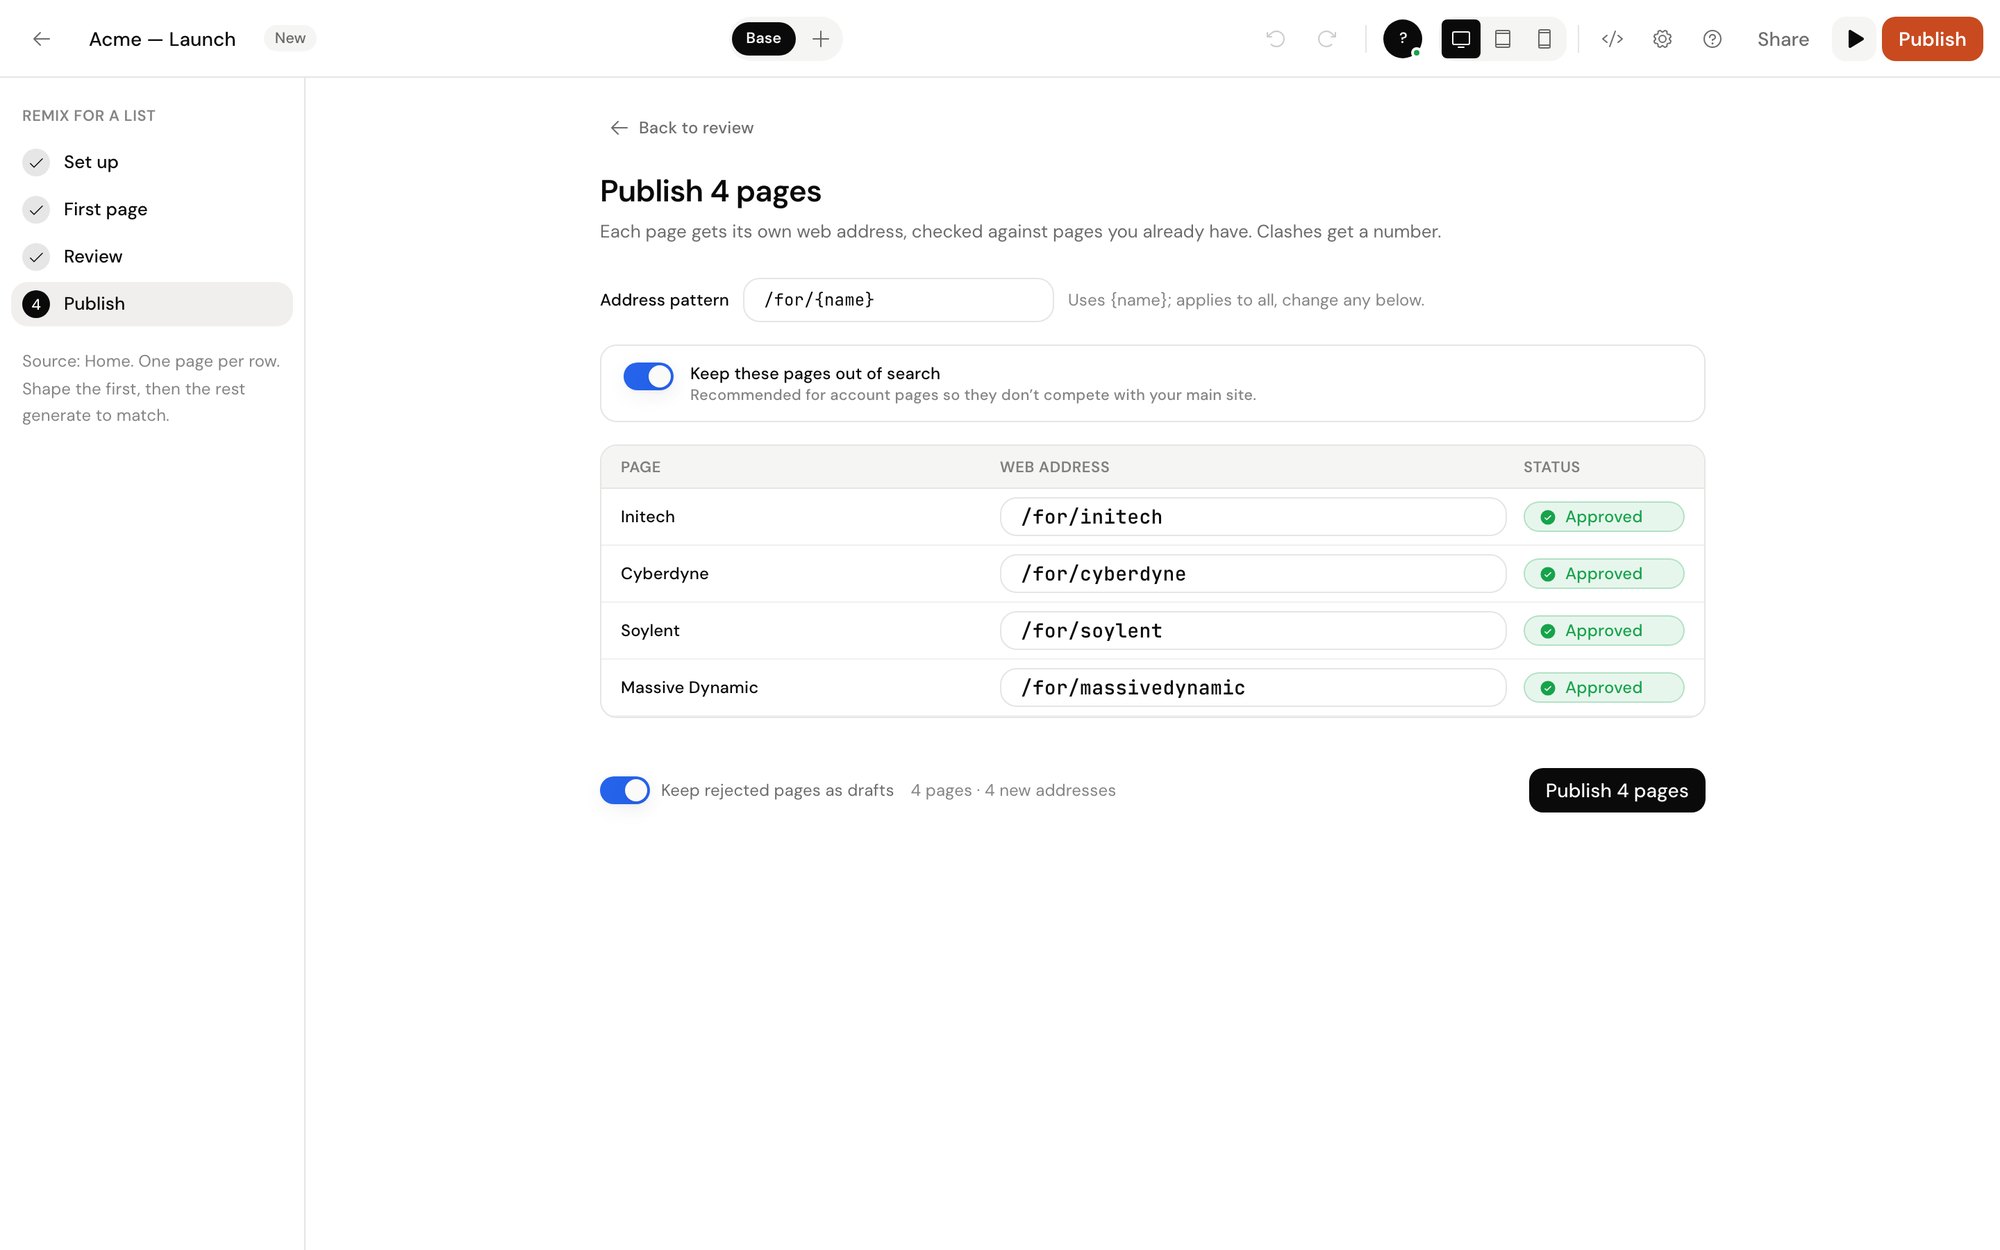 Acme — Launch
New
Base
?
Share
Publish
REMIX FOR A LIST
Set up
First page
Review
4
Publish
Source: Home. One page per row.
Shape the first, then the rest
generate to match.
Back to review
Publish 4 pages
Each page gets its own web address, checked against pages you already have. Clashes get a number.
Address pattern
/for/{name}
Uses {name}; applies to all, change any below.
Keep these pages out of search
Recommended for account pages so they don’t compete with your main site.
PAGE WEB ADDRESS STATUS
Initech /for/initech Approved
Cyberdyne /for/cyberdyne Approved
Soylent /for/soylent Approved
Massive Dynamic /for/massivedynamic Approved
Keep rejected pages as drafts 4 pages · 4 new addresses
Publish 4 pages